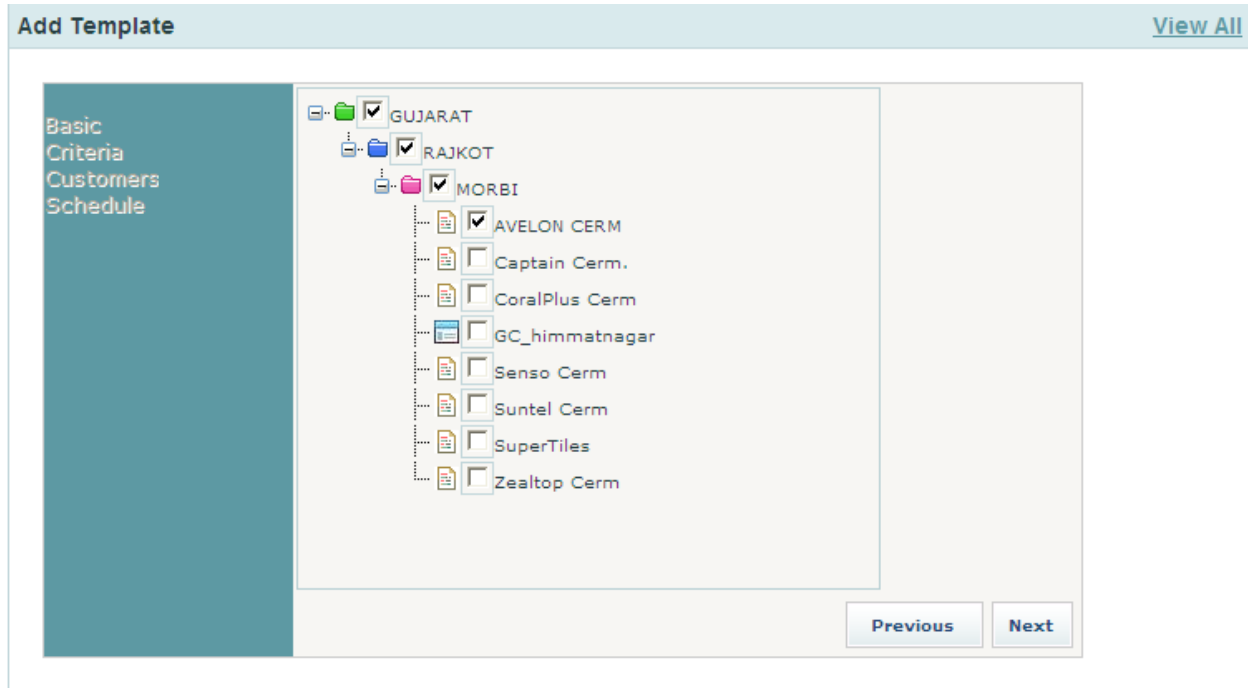 Add Template View All
Basic
Criteria
Customers
Schedule
GUJARAT
RAJKOT
MORBI
AVELON CERM
Captain Cerm.
CoralPlus Cerm
GC_himmatnagar
Senso Cerm
Suntel Cerm
SuperTiles
Zealtop Cerm
Previous Next